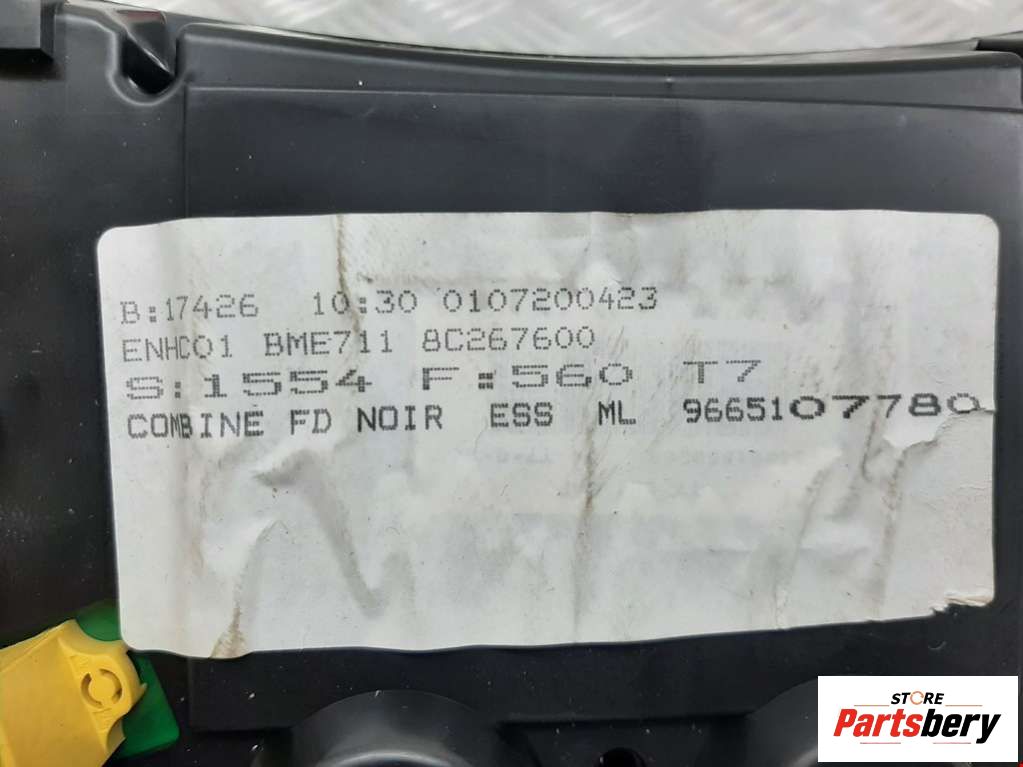 B:17426 10:30 0107200423
ENHC01 BME711 8C267600
S:1554 F:560 T7
COMBINE FD NOIR ESS ML 9665107780
STORE
Partsbery